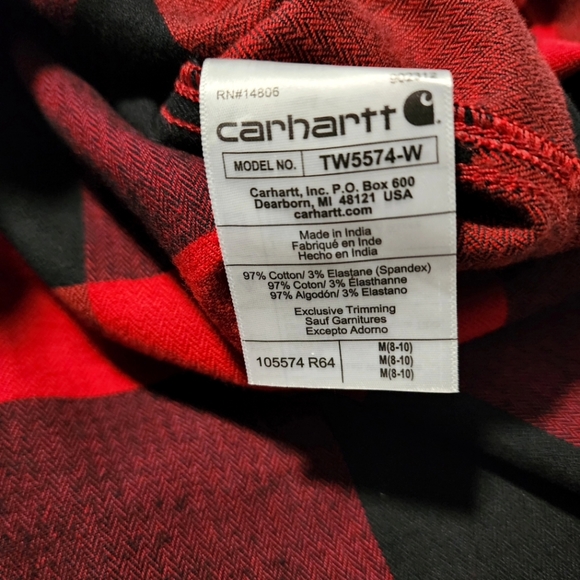 RN#14806 902312
carhartt
MODEL NO. TW5574-W
Carhartt, Inc. P.O. Box 600
Dearborn, MI 48121 USA
carhartt.com
Made in India
Fabriqué en Inde
Hecho en India
97% Cotton/ 3% Elastane (Spandex)
97% Coton/ 3% Élasthanne
97% Algodón/ 3% Elastano
Exclusive Trimming
Sauf Garnitures
Excepto Adorno
M(8-10)
105574 R64 M(8-10)
M(8-10)